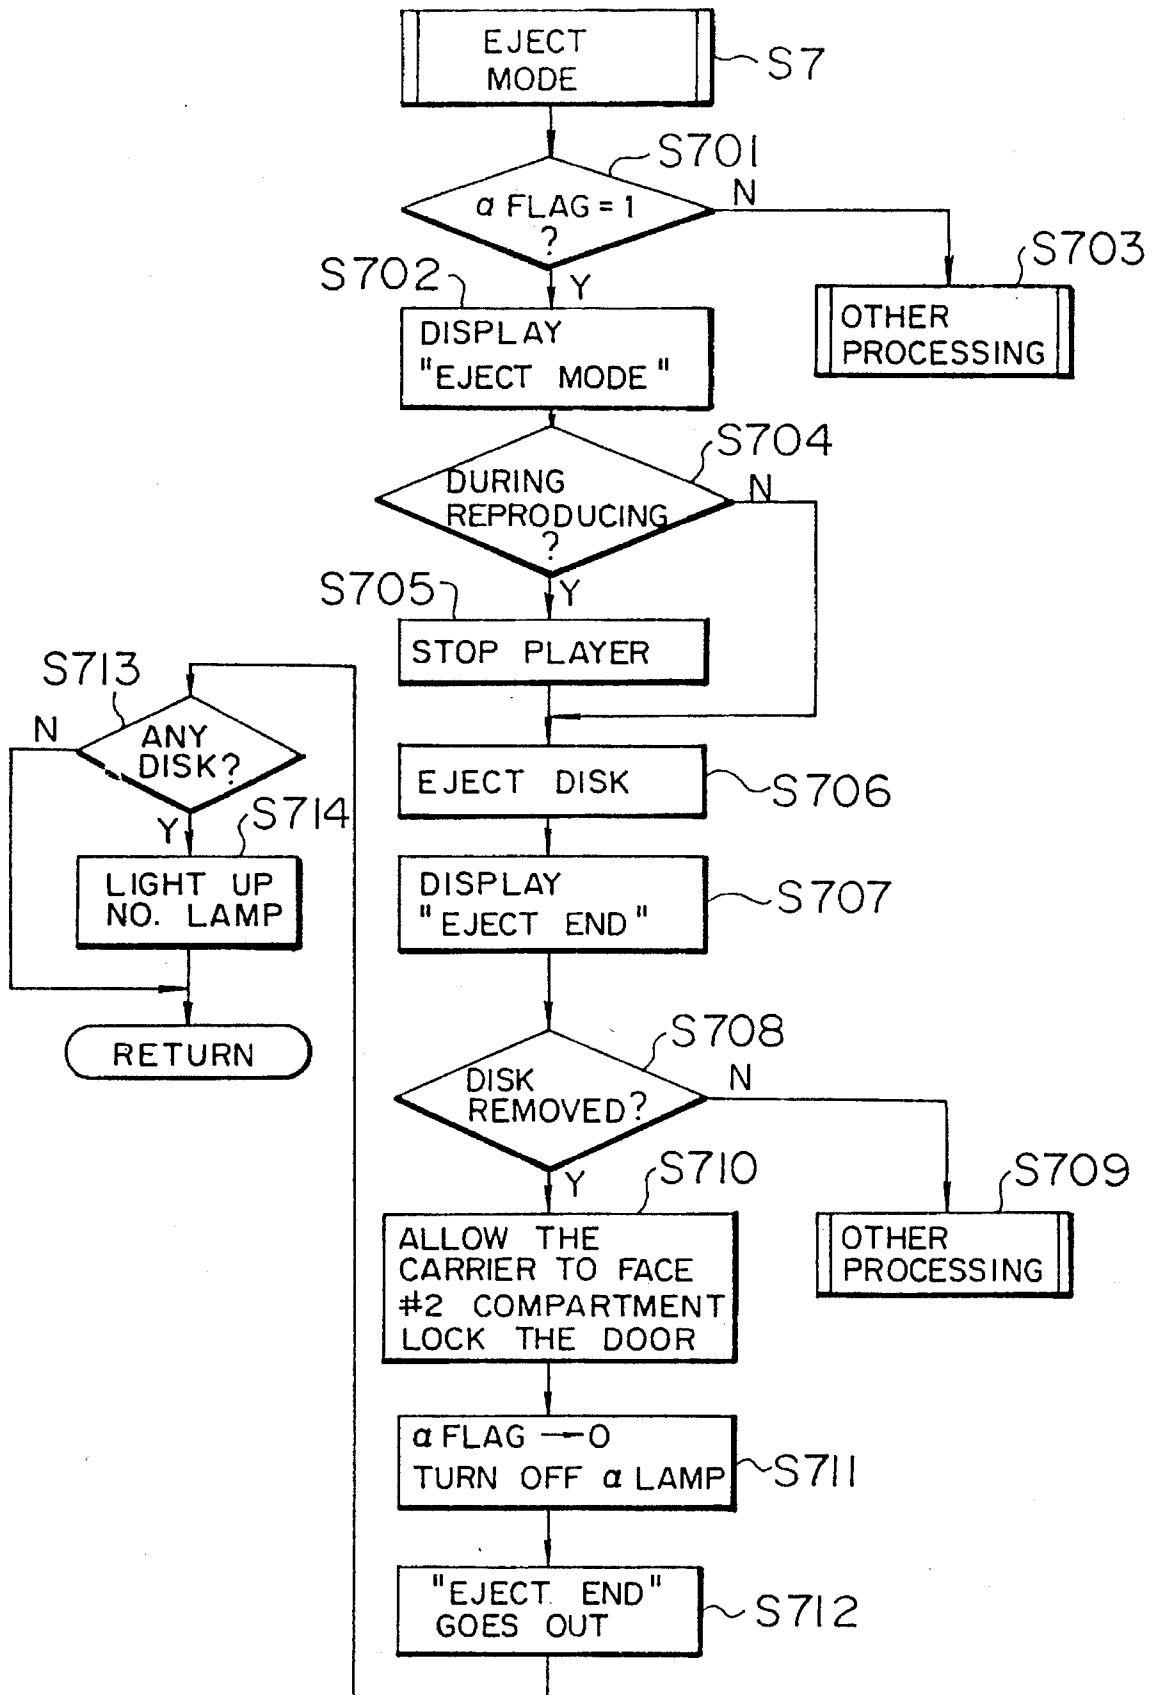 EJECT
MODE
S7
S701
α FLAG = 1
?
N
Y
S702
DISPLAY
"EJECT MODE"
S703
OTHER
PROCESSING
S704
DURING
REPRODUCING
?
N
Y
S705
STOP PLAYER
EJECT DISK
S706
DISPLAY
"EJECT END"
S707
S708
DISK
REMOVED?
N
Y
S709
OTHER
PROCESSING
S710
ALLOW THE
CARRIER TO FACE
#2 COMPARTMENT
LOCK THE DOOR
α FLAG → 0
TURN OFF α LAMP
S711
"EJECT END"
GOES OUT
S712
S713
ANY
DISK?
N
Y
S714
LIGHT UP
NO. LAMP
RETURN